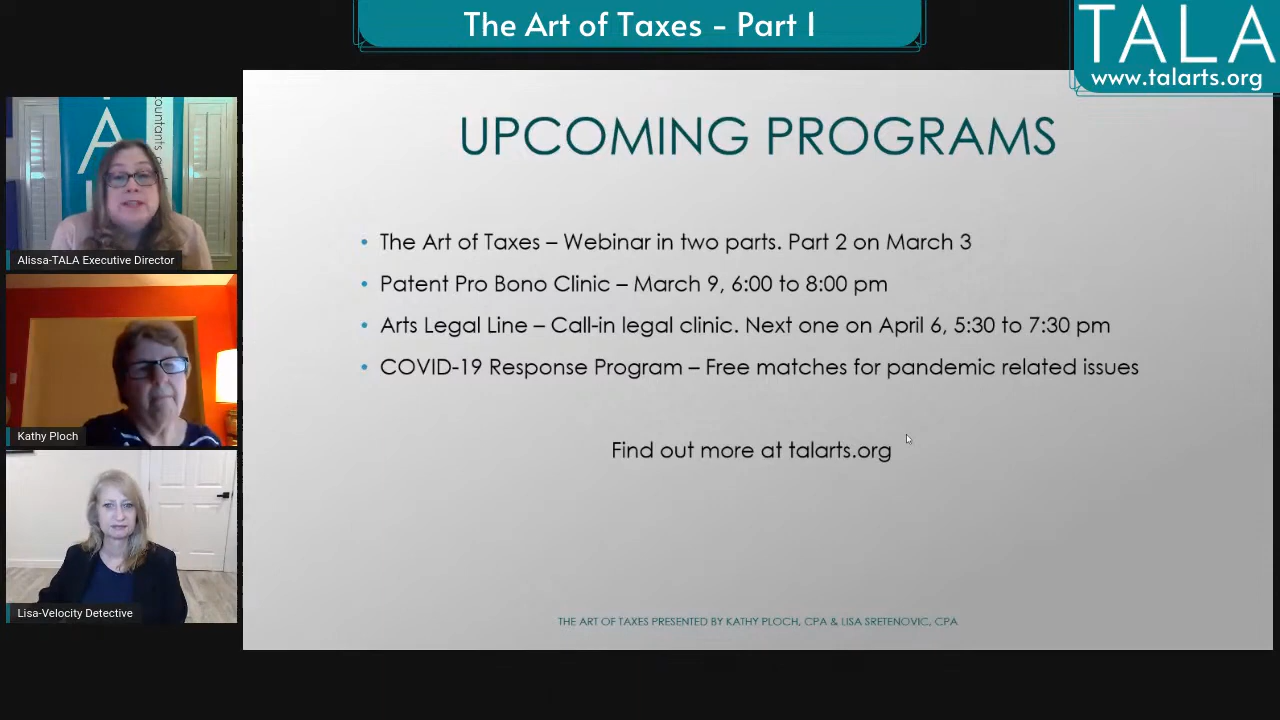 The Art of Taxes - Part I
TALA
www.talarts.org
UPCOMING PROGRAMS
• The Art of Taxes – Webinar in two parts. Part 2 on March 3
• Patent Pro Bono Clinic – March 9, 6:00 to 8:00 pm
• Arts Legal Line – Call-in legal clinic. Next one on April 6, 5:30 to 7:30 pm
• COVID-19 Response Program – Free matches for pandemic related issues
Find out more at talarts.org
THE ART OF TAXES PRESENTED BY KATHY PLOCH, CPA & LISA SRETENOVIC, CPA
Alissa-TALA Executive Director
Kathy Ploch
Lisa-Velocity Detective